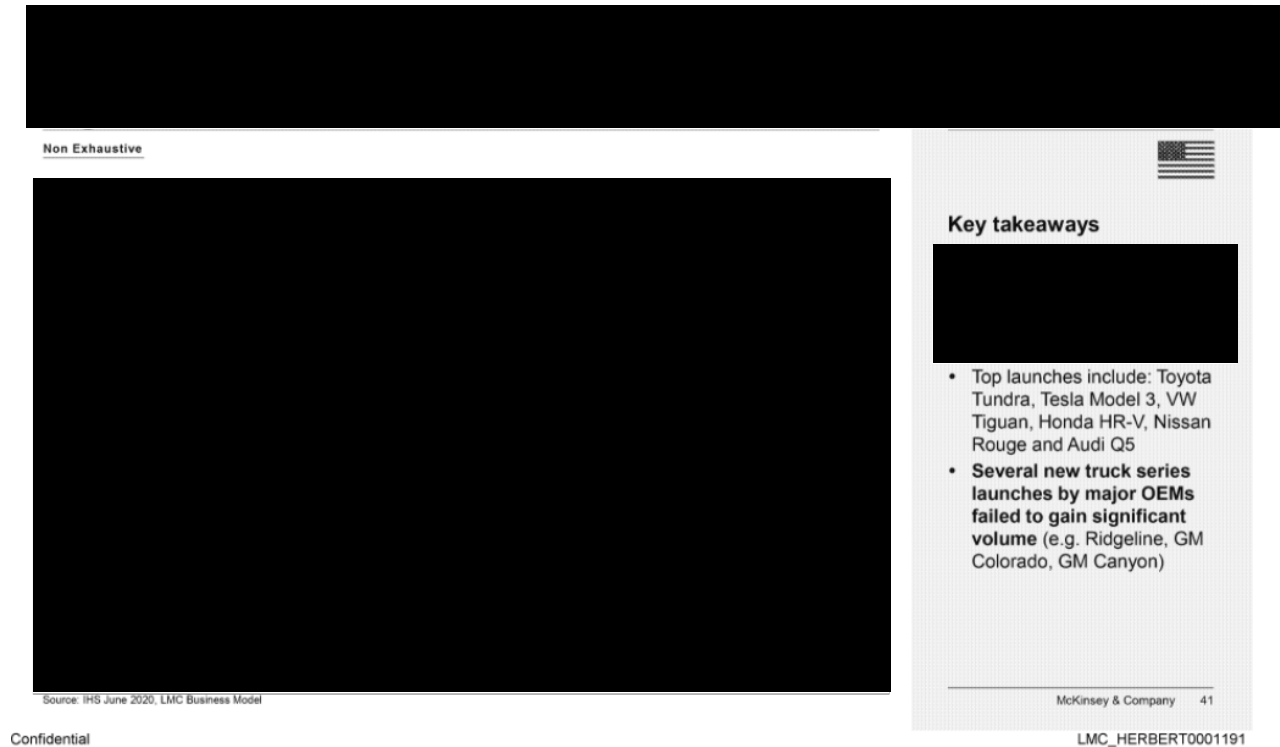 Non Exhaustive
Key takeaways
• Top launches include: Toyota
Tundra, Tesla Model 3, VW
Tiguan, Honda HR-V, Nissan
Rouge and Audi Q5
• Several new truck series
launches by major OEMs
failed to gain significant
volume (e.g. Ridgeline, GM
Colorado, GM Canyon)
Source: IHS June 2020, LMC Business Model
McKinsey & Company 41
Confidential
LMC_HERBERT0001191